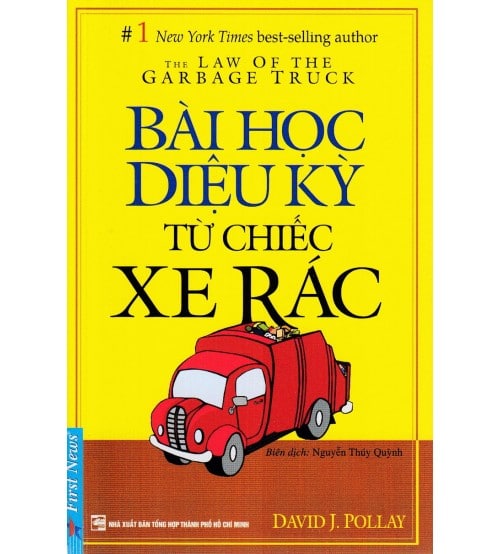 # 1 New York Times best-selling author
THE LAW OF THE
GARBAGE TRUCK
BÀI HỌC
DIỆU KỲ
TỪ CHIẾC
XE RÁC
Biên dịch: Nguyễn Thúy Quỳnh
First News
NHÀ XUẤT BẢN TỔNG HỢP THÀNH PHỐ HỒ CHÍ MINH
DAVID J. POLLAY